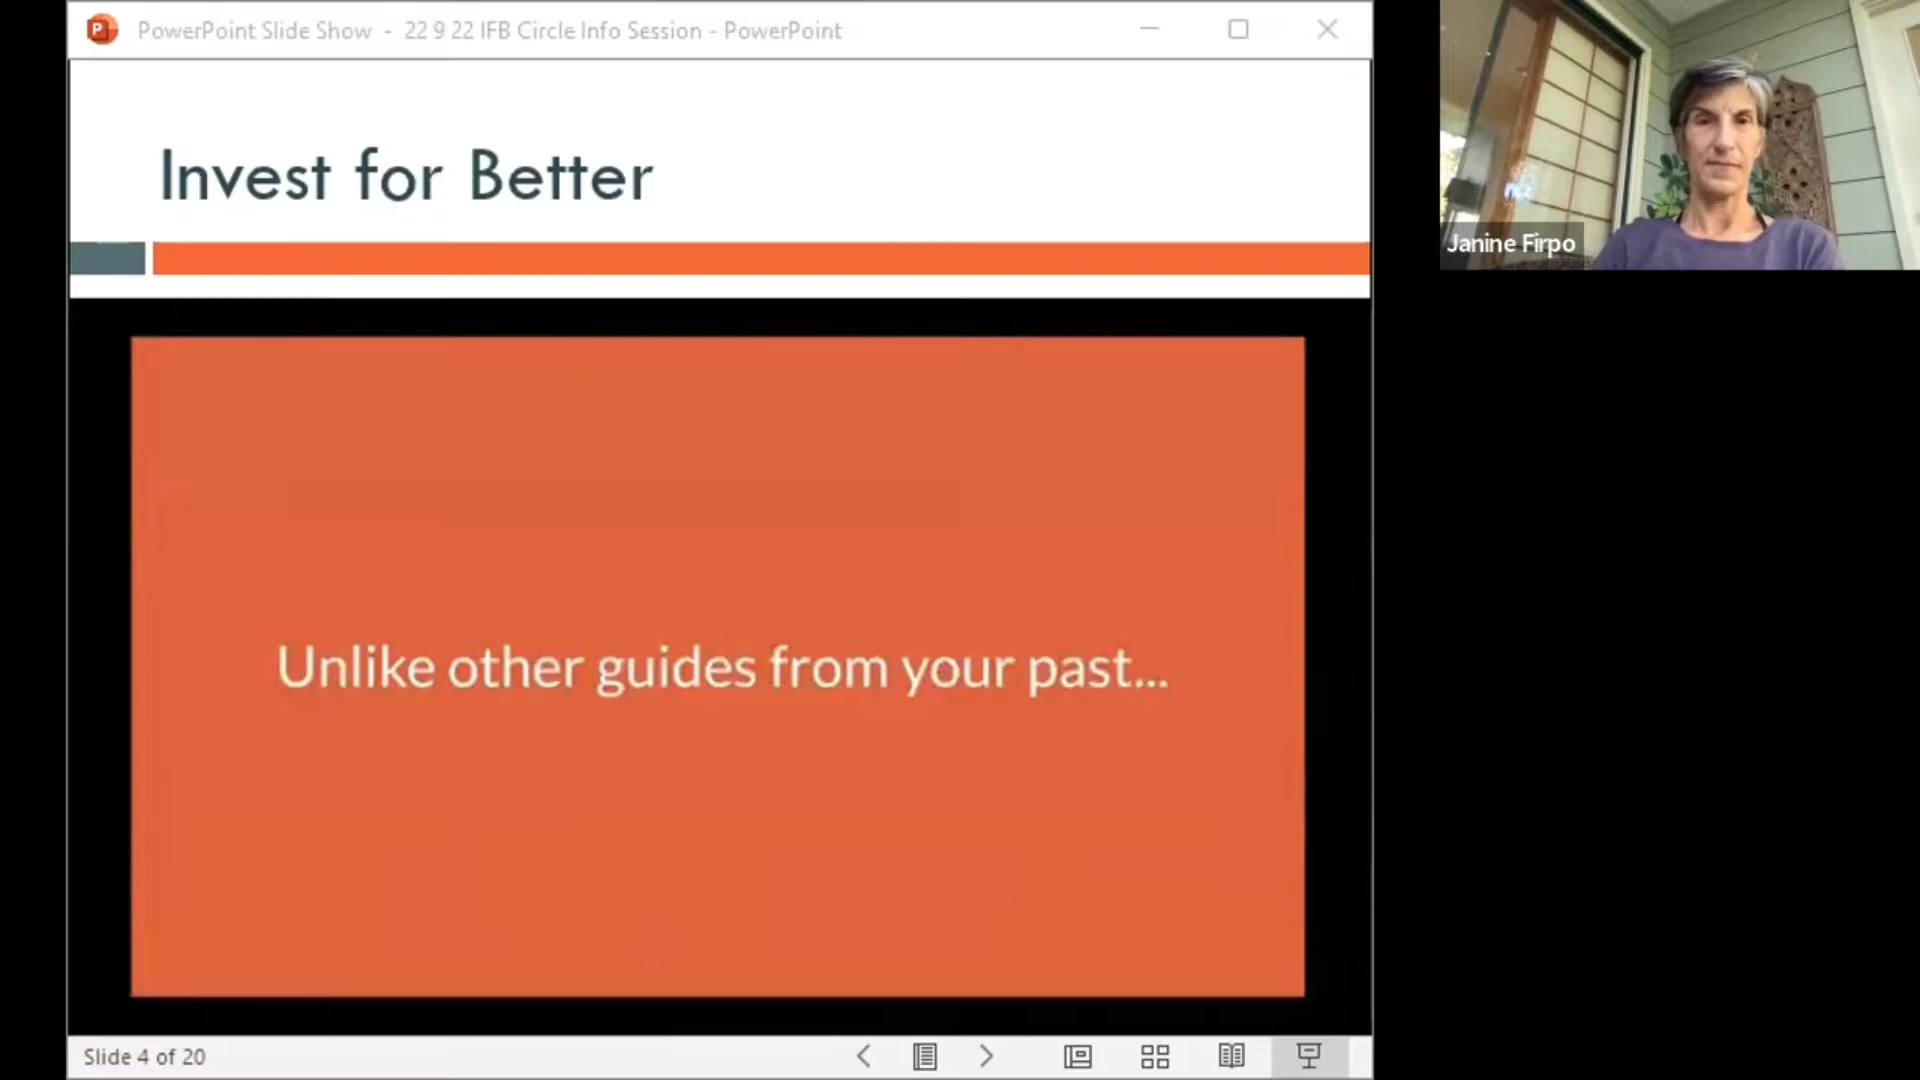 PowerPoint Slide Show - 22 9 22 IFB Circle Info Session - PowerPoint
Invest for Better
Unlike other guides from your past...
Slide 4 of 20
Janine Firpo